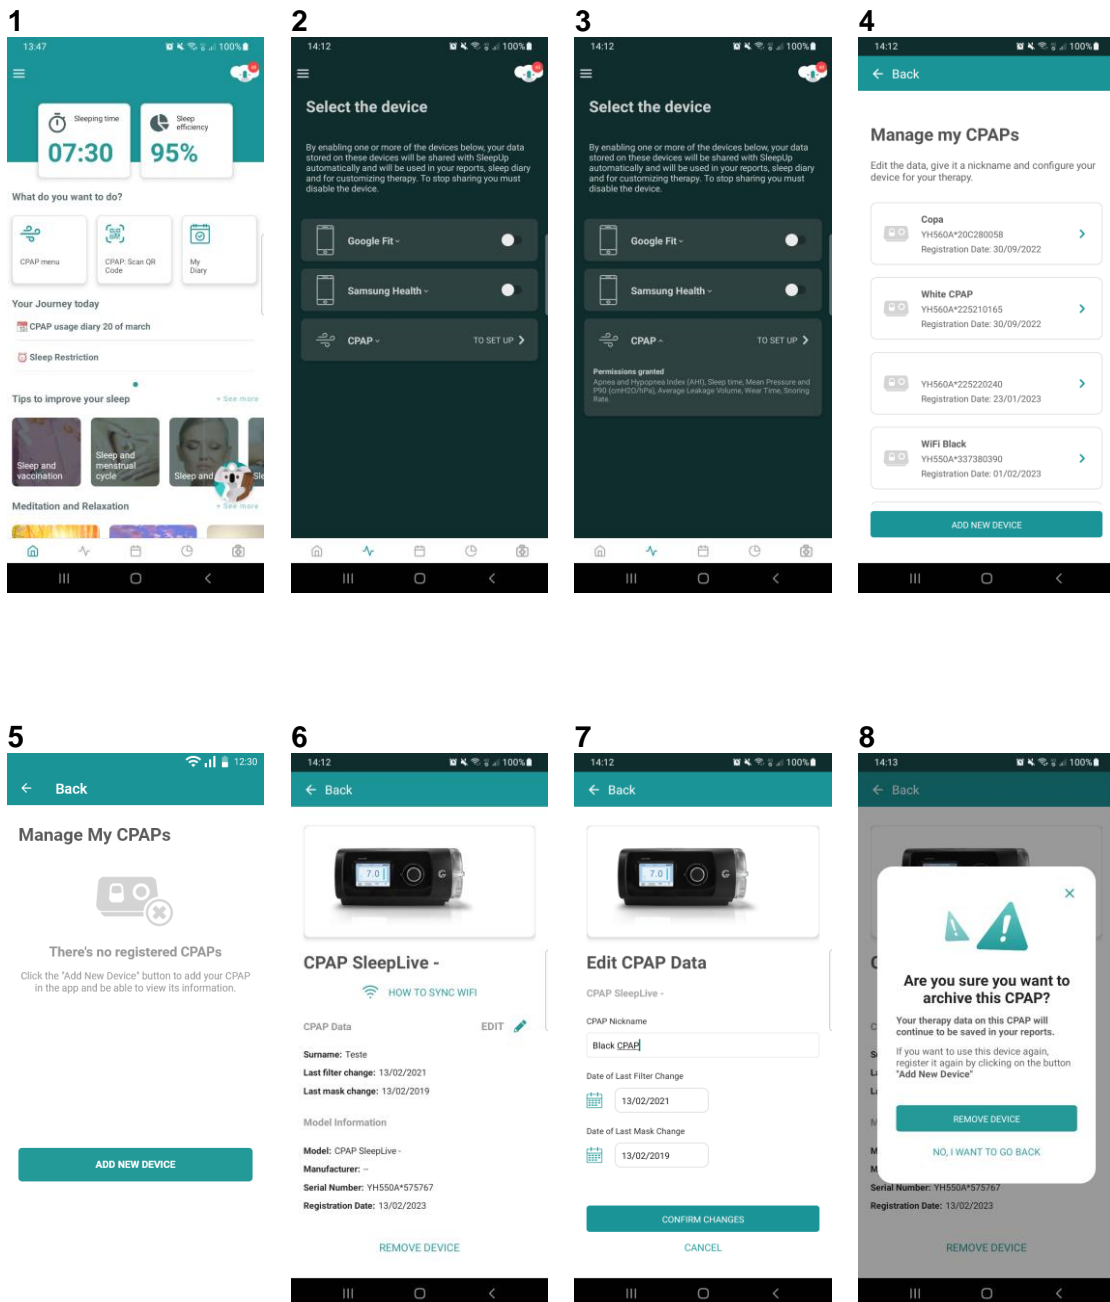 1
13:47 100%
Sleeping time
07:30
Sleep
efficiency
95%
What do you want to do?
CPAP menu
CPAP: Scan QR
Code
My
Diary
Your Journey today
CPAP usage diary 20 of march
Sleep Restriction
Tips to improve your sleep + See more
Sleep and
vaccination
Sleep and
menstrual
cycle
Sleep and
Sle
Meditation and Relaxation + See more
2
14:12 100%
Select the device
By enabling one or more of the devices below, your data
stored on these devices will be shared with SleepUp
automatically and will be used in your reports, sleep diary
and for customizing therapy. To stop sharing you must
disable the device.
Google Fit
Samsung Health
CPAP TO SET UP
3
14:12 100%
Select the device
By enabling one or more of the devices below, your data
stored on these devices will be shared with SleepUp
automatically and will be used in your reports, sleep diary
and for customizing therapy. To stop sharing you must
disable the device.
Google Fit
Samsung Health
CPAP TO SET UP
Permissions granted
Apnea and Hypopnea Index (AHI), Sleep time, Mean Pressure and
P90 (cmH2O/hPa), Average Leakage Volume, Wear Time, Snoring
Rate.
4
14:12 100%
Back
Manage my CPAPs
Edit the data, give it a nickname and configure your
device for your therapy.
Copa
YH560A*20C280058
Registration Date: 30/09/2022
White CPAP
YH560A*225210165
Registration Date: 30/09/2022
YH560A*225220240
Registration Date: 23/01/2023
WiFi Black
YH550A*337380390
Registration Date: 01/02/2023
ADD NEW DEVICE
5
12:30
Back
Manage My CPAPs
There's no registered CPAPs
Click the "Add New Device" button to add your CPAP
in the app and be able to view its information.
ADD NEW DEVICE
6
14:12 100%
Back
7.0
G
CPAP SleepLive -
HOW TO SYNC WIFI
CPAP Data EDIT
Surname: Teste
Last filter change: 13/02/2021
Last mask change: 13/02/2019
Model Information
Model: CPAP SleepLive -
Manufacturer: --
Serial Number: YH550A*575767
Registration Date: 13/02/2023
REMOVE DEVICE
7
14:12 100%
Back
7.0
G
Edit CPAP Data
CPAP SleepLive -
CPAP Nickname
Black CPAP
Date of Last Filter Change
13/02/2021
Date of Last Mask Change
13/02/2019
CONFIRM CHANGES
CANCEL
8
14:13 100%
Back
Are you sure you want to
archive this CPAP?
Your therapy data on this CPAP will
continue to be saved in your reports.
If you want to use this device again,
register it again by clicking on the button
"Add New Device"
REMOVE DEVICE
NO, I WANT TO GO BACK
Serial Number: YH550A*575767
Registration Date: 13/02/2023
REMOVE DEVICE